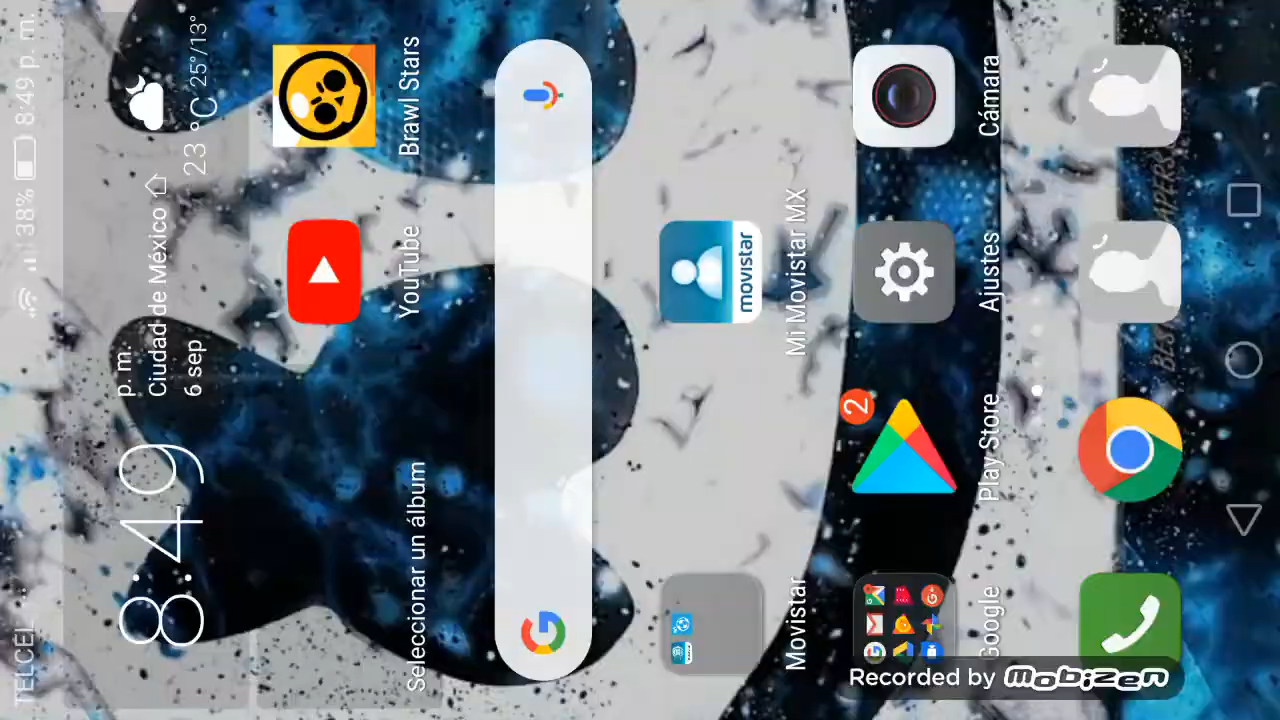 TELCEL
38% 8:49 p. m.
8:49
p. m.
Ciudad de México
6 sep
23 °C
25°/13°
Seleccionar un álbum
YouTube
Brawl Stars
movistar
Movistar
Mi Movistar MX
2
Google
Play Store
Ajustes
Cámara
Recorded by mobizen